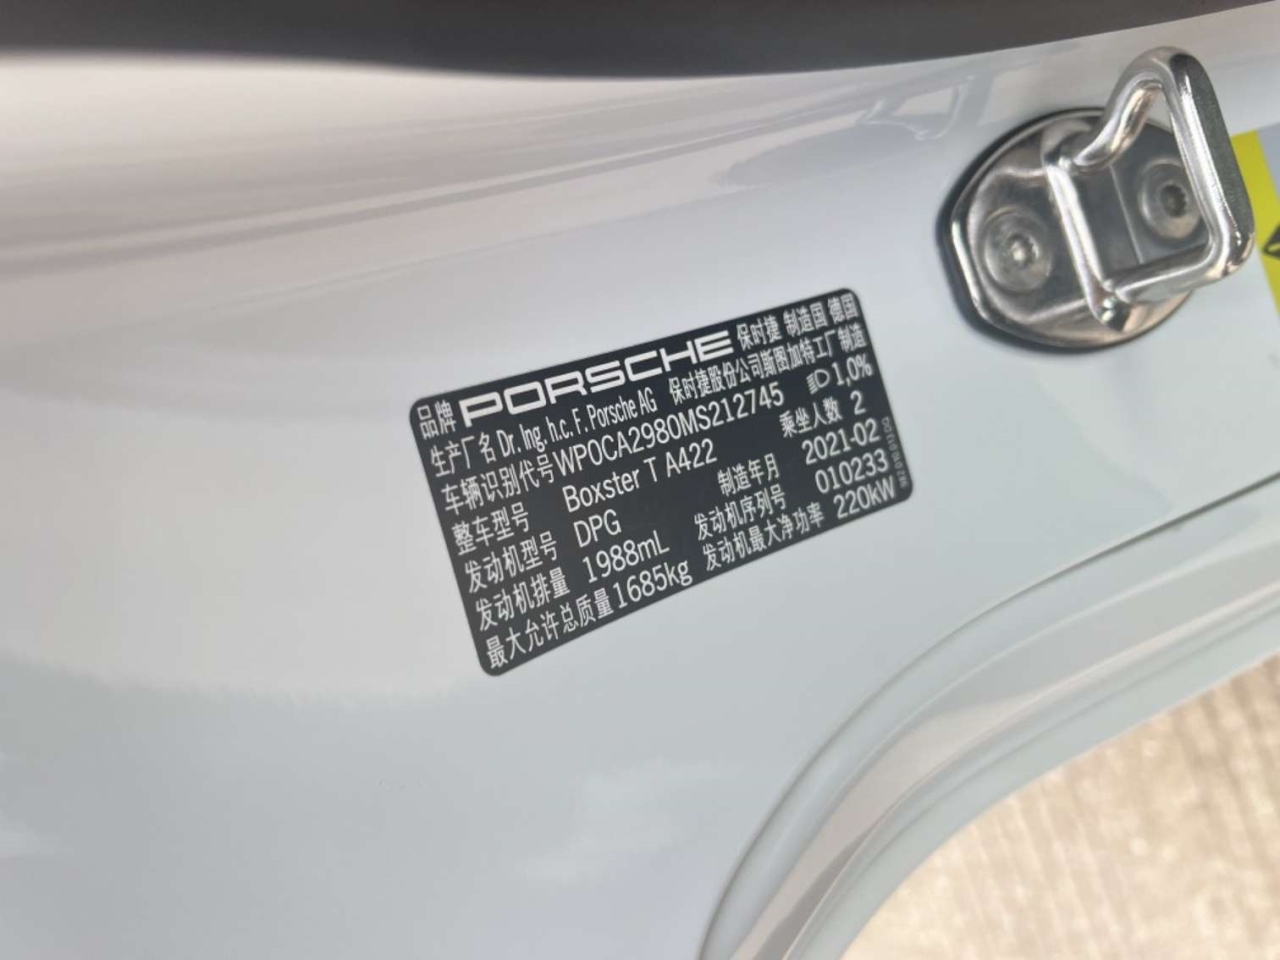 品牌 PORSCHE 保时捷 制造国 德国
生产厂名 Dr. Ing. h.c. F. Porsche AG 保时捷股份公司斯图加特工厂制造
车辆识别代号 WP0CA2980MS212745 1,0%
整车型号 Boxster T A422 乘坐人数 2
发动机型号 DPG 制造年月 2021-02
发动机排量 1988mL 发动机序列号 010233
最大允许总质量 1685kg 发动机最大净功率 220kW